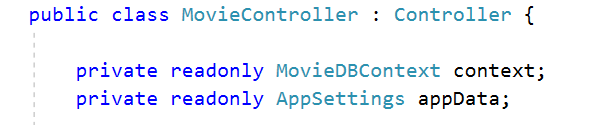 public class MovieController : Controller {
private readonly MovieDBContext context;
private readonly AppSettings appData;